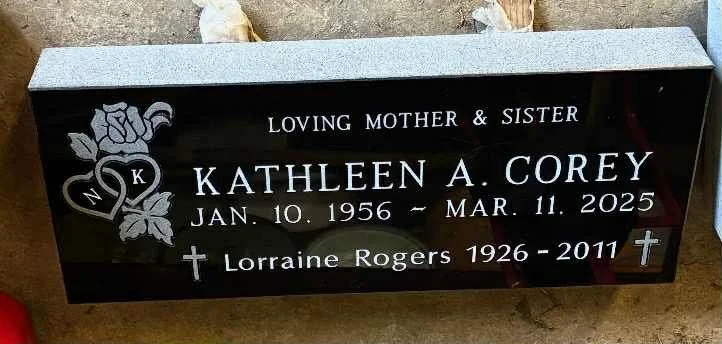 LOVING MOTHER & SISTER
N K
KATHLEEN A. COREY
JAN. 10. 1956 ~ MAR. 11. 2025
Lorraine Rogers 1926 - 2011